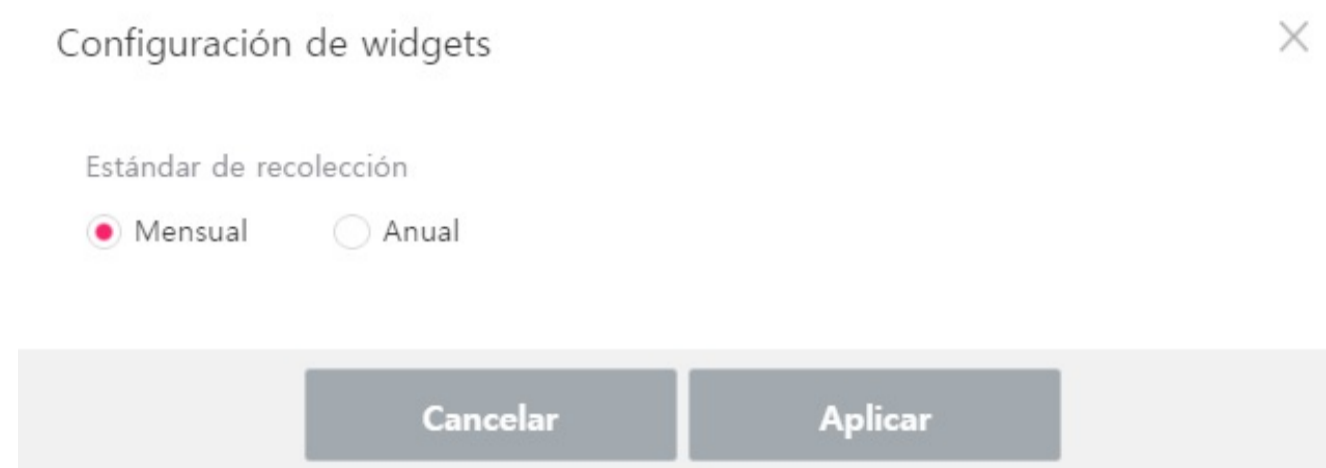 Configuración de widgets
Estándar de recolección
Mensual Anual
Cancelar Aplicar